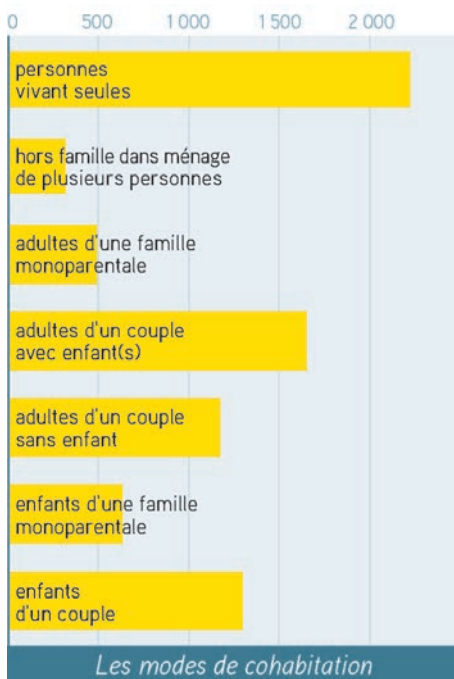 0 500 1 000 1 500 2 000
personnes
vivant seules
hors famille dans ménage
de plusieurs personnes
adultes d'une famille
monoparentale
adultes d'un couple
avec enfant(s)
adultes d'un couple
sans enfant
enfants d'une famille
monoparentale
enfants
d'un couple
Les modes de cohabitation